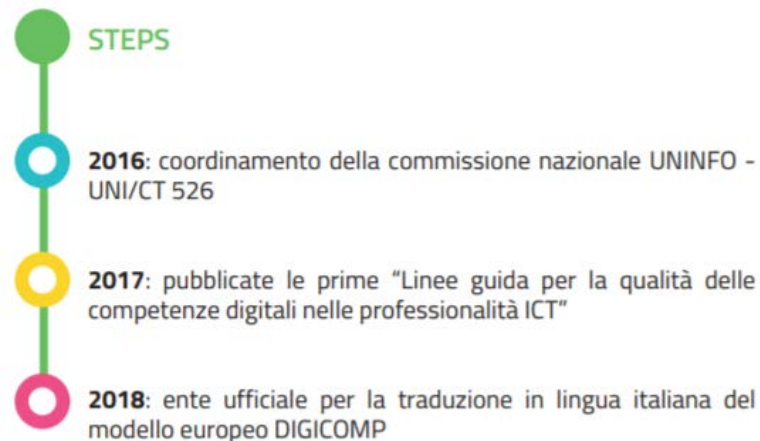 STEPS
2016: coordinamento della commissione nazionale UNINFO -
UNI/CT 526
2017: pubblicate le prime “Linee guida per la qualità delle
competenze digitali nelle professionalità ICT”
2018: ente ufficiale per la traduzione in lingua italiana del
modello europeo DIGICOMP